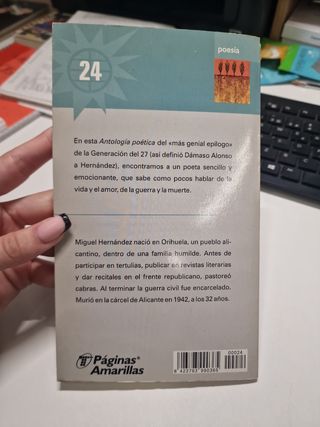 poesía
24
En esta Antología poética del «más genial epílogo»
de la Generación del 27 (así definió Dámaso Alonso
a Hernández), encontramos a un poeta sencillo y
emocionante, que sabe como pocos hablar de la
vida y el amor, de la guerra y la muerte.
Miguel Hernández nació en Orihuela, un pueblo ali-
cantino, dentro de una familia humilde. Antes de
participar en tertulias, publicar en revistas literarias y
dar recitales en el frente republicano, pastoreó
cabras. Al terminar la guerra civil fue encarcelado.
Murió en la cárcel de Alicante en 1942, a los 32 años.
Páginas®
Amarillas
00024
8 423793 990365